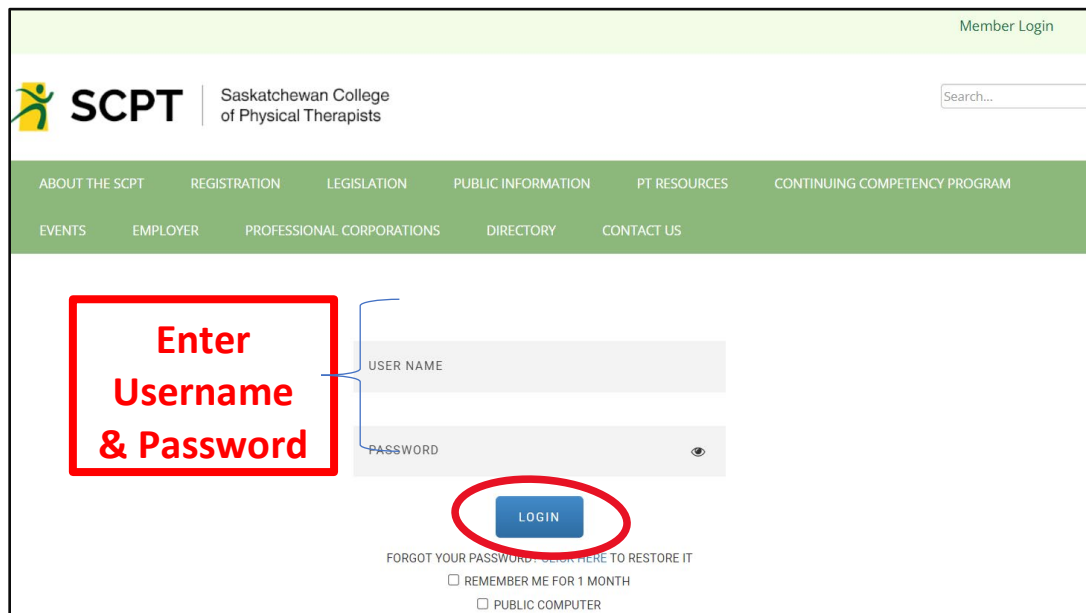 Member Login
SCPT
Saskatchewan College
of Physical Therapists
Search...
ABOUT THE SCPT REGISTRATION LEGISLATION PUBLIC INFORMATION PT RESOURCES CONTINUING COMPETENCY PROGRAM
EVENTS EMPLOYER PROFESSIONAL CORPORATIONS DIRECTORY CONTACT US
Enter
Username
& Password
USER NAME
PASSWORD
LOGIN
FORGOT YOUR PASSWORD? CLICK HERE TO RESTORE IT
REMEMBER ME FOR 1 MONTH
PUBLIC COMPUTER